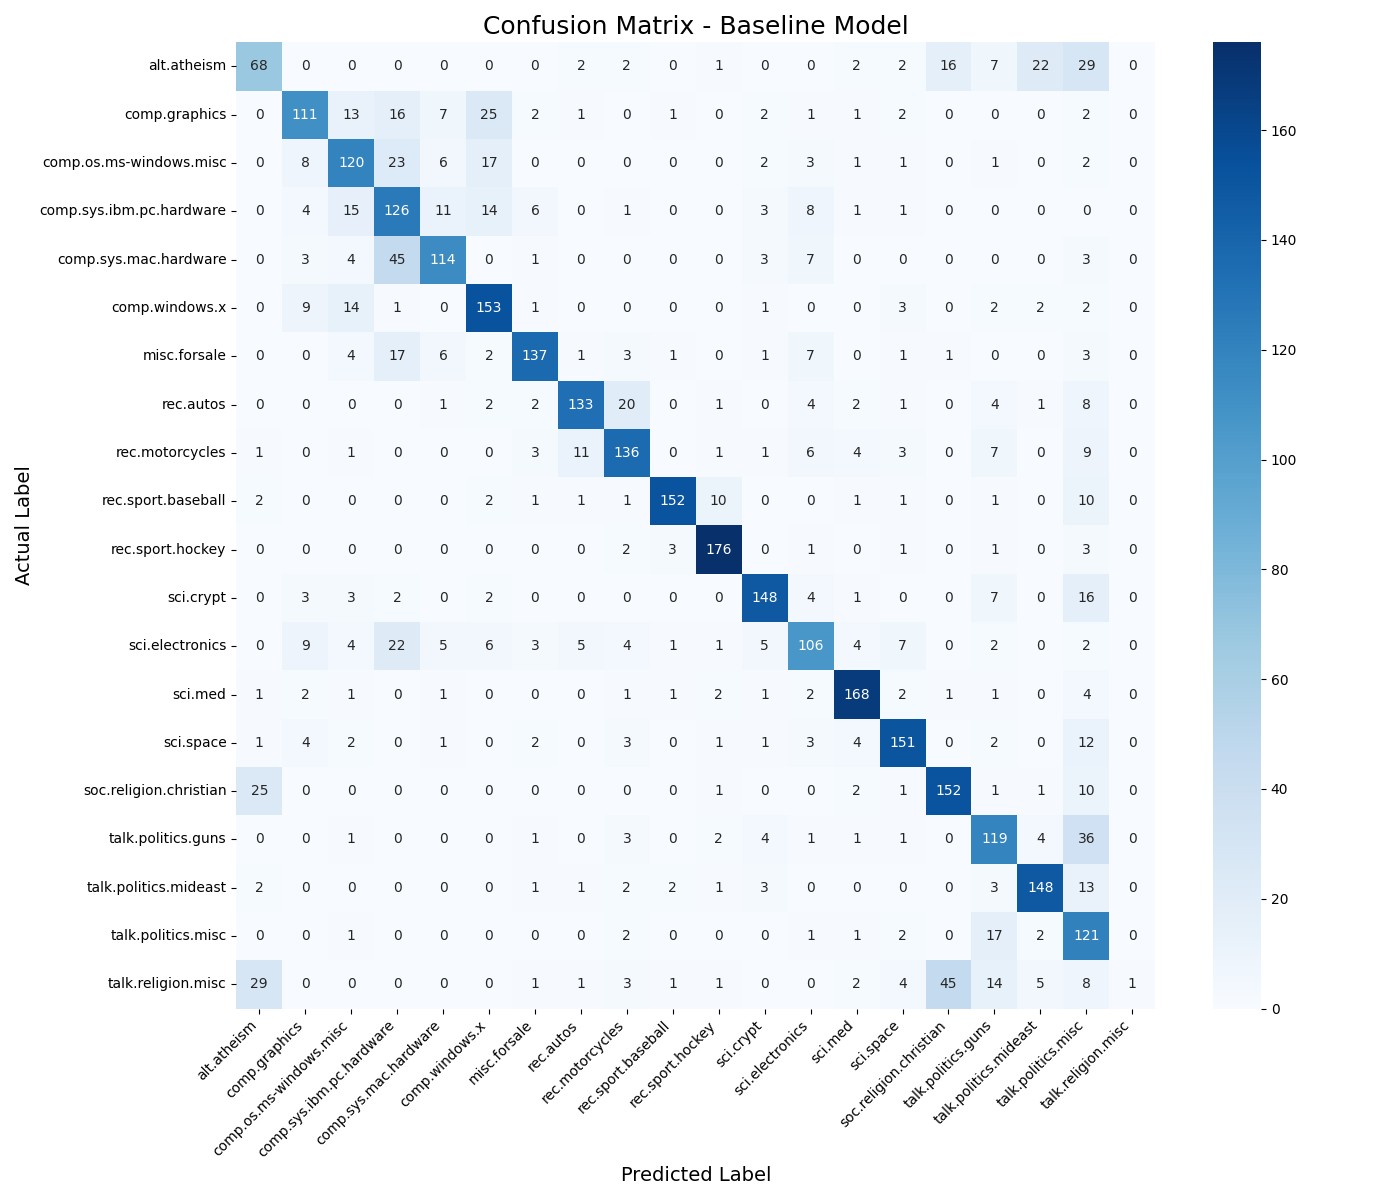 Confusion Matrix - Baseline Model
Actual Label
alt.atheism 68 0 0 0 0 0 0 2 2 0 1 0 0 2 2 16 7 22 29 0
comp.graphics 0 111 13 16 7 25 2 1 0 1 0 2 1 1 2 0 0 0 2 0
comp.os.ms-windows.misc 0 8 120 23 6 17 0 0 0 0 0 2 3 1 1 0 1 0 2 0
comp.sys.ibm.pc.hardware 0 4 15 126 11 14 6 0 1 0 0 3 8 1 1 0 0 0 0 0
comp.sys.mac.hardware 0 3 4 45 114 0 1 0 0 0 0 3 7 0 0 0 0 0 3 0
comp.windows.x 0 9 14 1 0 153 1 0 0 0 0 1 0 0 3 0 2 2 2 0
misc.forsale 0 0 4 17 6 2 137 1 3 1 0 1 7 0 1 1 0 0 3 0
rec.autos 0 0 0 0 1 2 2 133 20 0 1 0 4 2 1 0 4 1 8 0
rec.motorcycles 1 0 1 0 0 0 3 11 136 0 1 1 6 4 3 0 7 0 9 0
rec.sport.baseball 2 0 0 0 0 2 1 1 1 152 10 0 0 1 1 0 1 0 10 0
rec.sport.hockey 0 0 0 0 0 0 0 0 2 3 176 0 1 0 1 0 1 0 3 0
sci.crypt 0 3 3 2 0 2 0 0 0 0 0 148 4 1 0 0 7 0 16 0
sci.electronics 0 9 4 22 5 6 3 5 4 1 1 5 106 4 7 0 2 0 2 0
sci.med 1 2 1 0 1 0 0 0 1 1 2 1 2 168 2 1 1 0 4 0
sci.space 1 4 2 0 1 0 2 0 3 0 1 1 3 4 151 0 2 0 12 0
soc.religion.christian 25 0 0 0 0 0 0 0 0 0 1 0 0 2 1 152 1 1 10 0
talk.politics.guns 0 0 1 0 0 0 1 0 3 0 2 4 1 1 1 0 119 4 36 0
talk.politics.mideast 2 0 0 0 0 0 1 1 2 2 1 3 0 0 0 0 3 148 13 0
talk.politics.misc 0 0 1 0 0 0 0 0 2 0 0 0 1 1 2 0 17 2 121 0
talk.religion.misc 29 0 0 0 0 0 1 1 3 1 1 0 0 2 4 45 14 5 8 1
alt.atheism
comp.graphics
comp.os.ms-windows.misc
comp.sys.ibm.pc.hardware
comp.sys.mac.hardware
comp.windows.x
misc.forsale
rec.autos
rec.motorcycles
rec.sport.baseball
rec.sport.hockey
sci.crypt
sci.electronics
sci.med
sci.space
soc.religion.christian
talk.politics.guns
talk.politics.mideast
talk.politics.misc
talk.religion.misc
Predicted Label
160
140
120
100
80
60
40
20
0